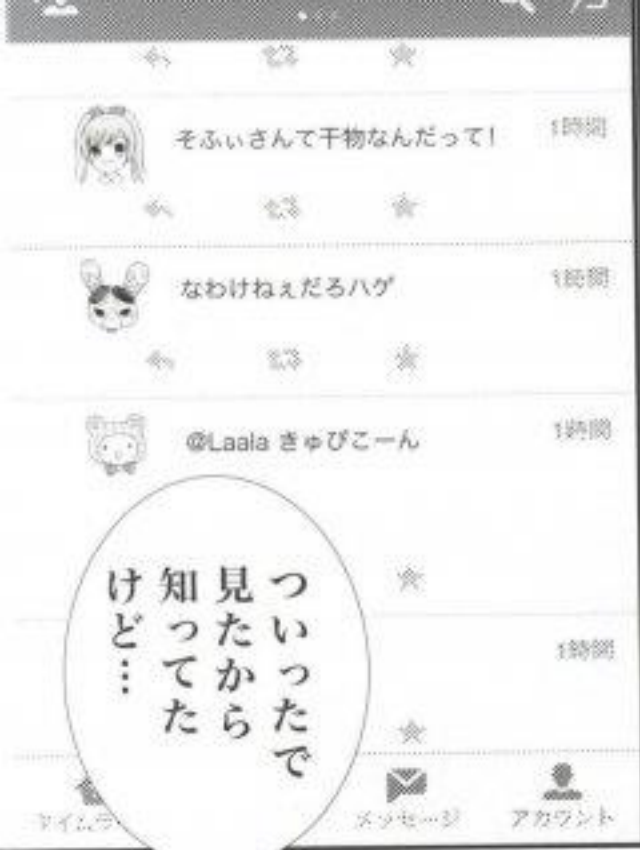 そふぃさんて干物なんだって!
1時間
なわけねぇだろハゲ
1時間
@Laala きゅぴこーん
1時間
ついったで
見たから
知ってた
けど…
1時間
メッセージ
アカウント